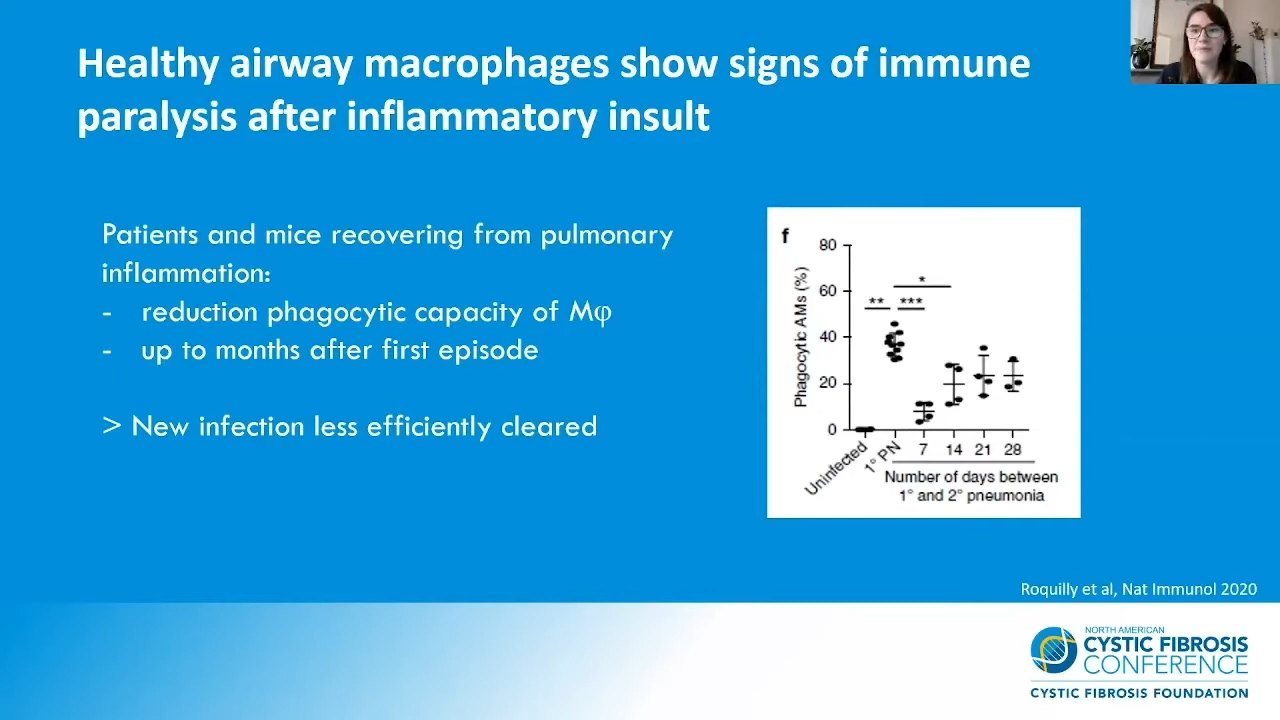 Healthy airway macrophages show signs of immune
paralysis after inflammatory insult
Patients and mice recovering from pulmonary
inflammation:
- reduction phagocytic capacity of Mφ
- up to months after first episode
> New infection less efficiently cleared
f
80
60
40
20
0
Phagocytic AMs (%)
** ***
*
Uninfected 1° PN 7 14 21 28
Number of days between
1° and 2° pneumonia
Roquilly et al, Nat Immunol 2020
NORTH AMERICAN
CYSTIC FIBROSIS
CONFERENCE
CYSTIC FIBROSIS FOUNDATION